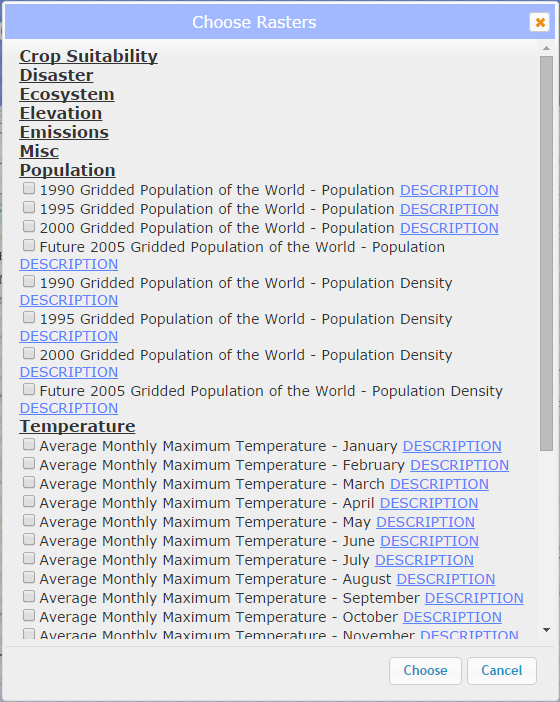 Choose Rasters
Crop Suitability
Disaster
Ecosystem
Elevation
Emissions
Misc
Population
1990 Gridded Population of the World - Population DESCRIPTION
1995 Gridded Population of the World - Population DESCRIPTION
2000 Gridded Population of the World - Population DESCRIPTION
Future 2005 Gridded Population of the World - Population
DESCRIPTION
1990 Gridded Population of the World - Population Density
DESCRIPTION
1995 Gridded Population of the World - Population Density
DESCRIPTION
2000 Gridded Population of the World - Population Density
DESCRIPTION
Future 2005 Gridded Population of the World - Population Density
DESCRIPTION
Temperature
Average Monthly Maximum Temperature - January DESCRIPTION
Average Monthly Maximum Temperature - February DESCRIPTION
Average Monthly Maximum Temperature - March DESCRIPTION
Average Monthly Maximum Temperature - April DESCRIPTION
Average Monthly Maximum Temperature - May DESCRIPTION
Average Monthly Maximum Temperature - June DESCRIPTION
Average Monthly Maximum Temperature - July DESCRIPTION
Average Monthly Maximum Temperature - August DESCRIPTION
Average Monthly Maximum Temperature - September DESCRIPTION
Average Monthly Maximum Temperature - October DESCRIPTION
Average Monthly Maximum Temperature - November DESCRIPTION
Choose Cancel